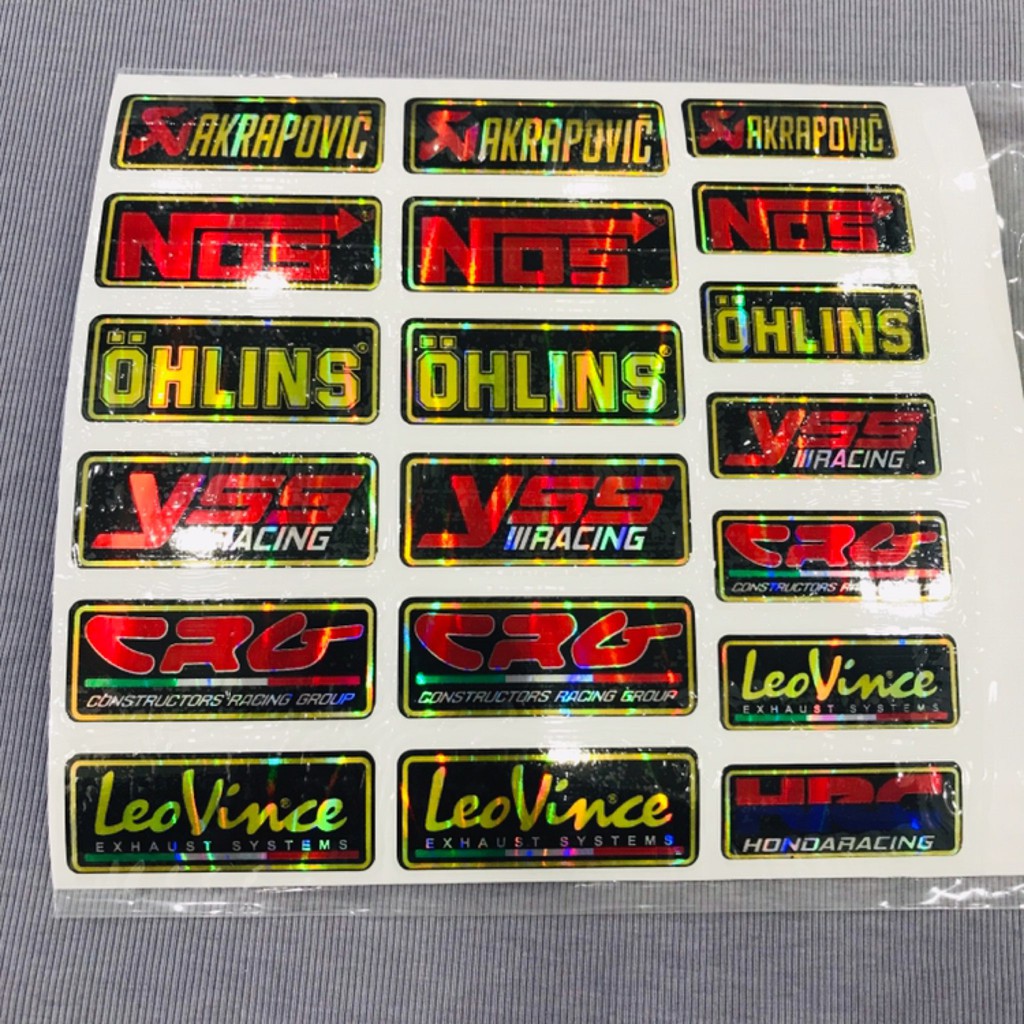 AKRAPOVIČ
AKRAPOVIČ
AKRAPOVIČ
NOS
NOS
NOS
ÖHLINS®
ÖHLINS®
ÖHLINS
YSS
RACING
YSS
RACING
YSS
RACING
CRG
CONSTRUCTORS RACING GROUP
CRG
CONSTRUCTORS RACING GROUP
CRG
CONSTRUCTORS
LeoVince®
EXHAUST SYSTEMS
LeoVince®
EXHAUST SYSTEMS
LeoVince
EXHAUST SYSTEMS
HRC
HONDARACING